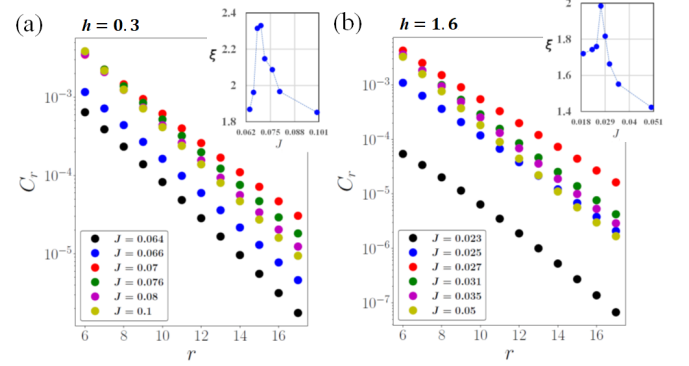 (a)
h = 0.3
2.4
2.2
ξ
2
1.8
0.062
0.075
0.088
0.101
J
10⁻³
10⁻⁴
10⁻⁵
C_r
J = 0.064
J = 0.066
J = 0.07
J = 0.076
J = 0.08
J = 0.1
6 8 10 12 14 16
r
(b)
h = 1.6
2
1.8
ξ
1.6
1.4
0.018
0.029
0.04
0.051
J
10⁻³
10⁻⁴
10⁻⁵
10⁻⁶
10⁻⁷
C_r
J = 0.023
J = 0.025
J = 0.027
J = 0.031
J = 0.035
J = 0.05
6 8 10 12 14 16
r